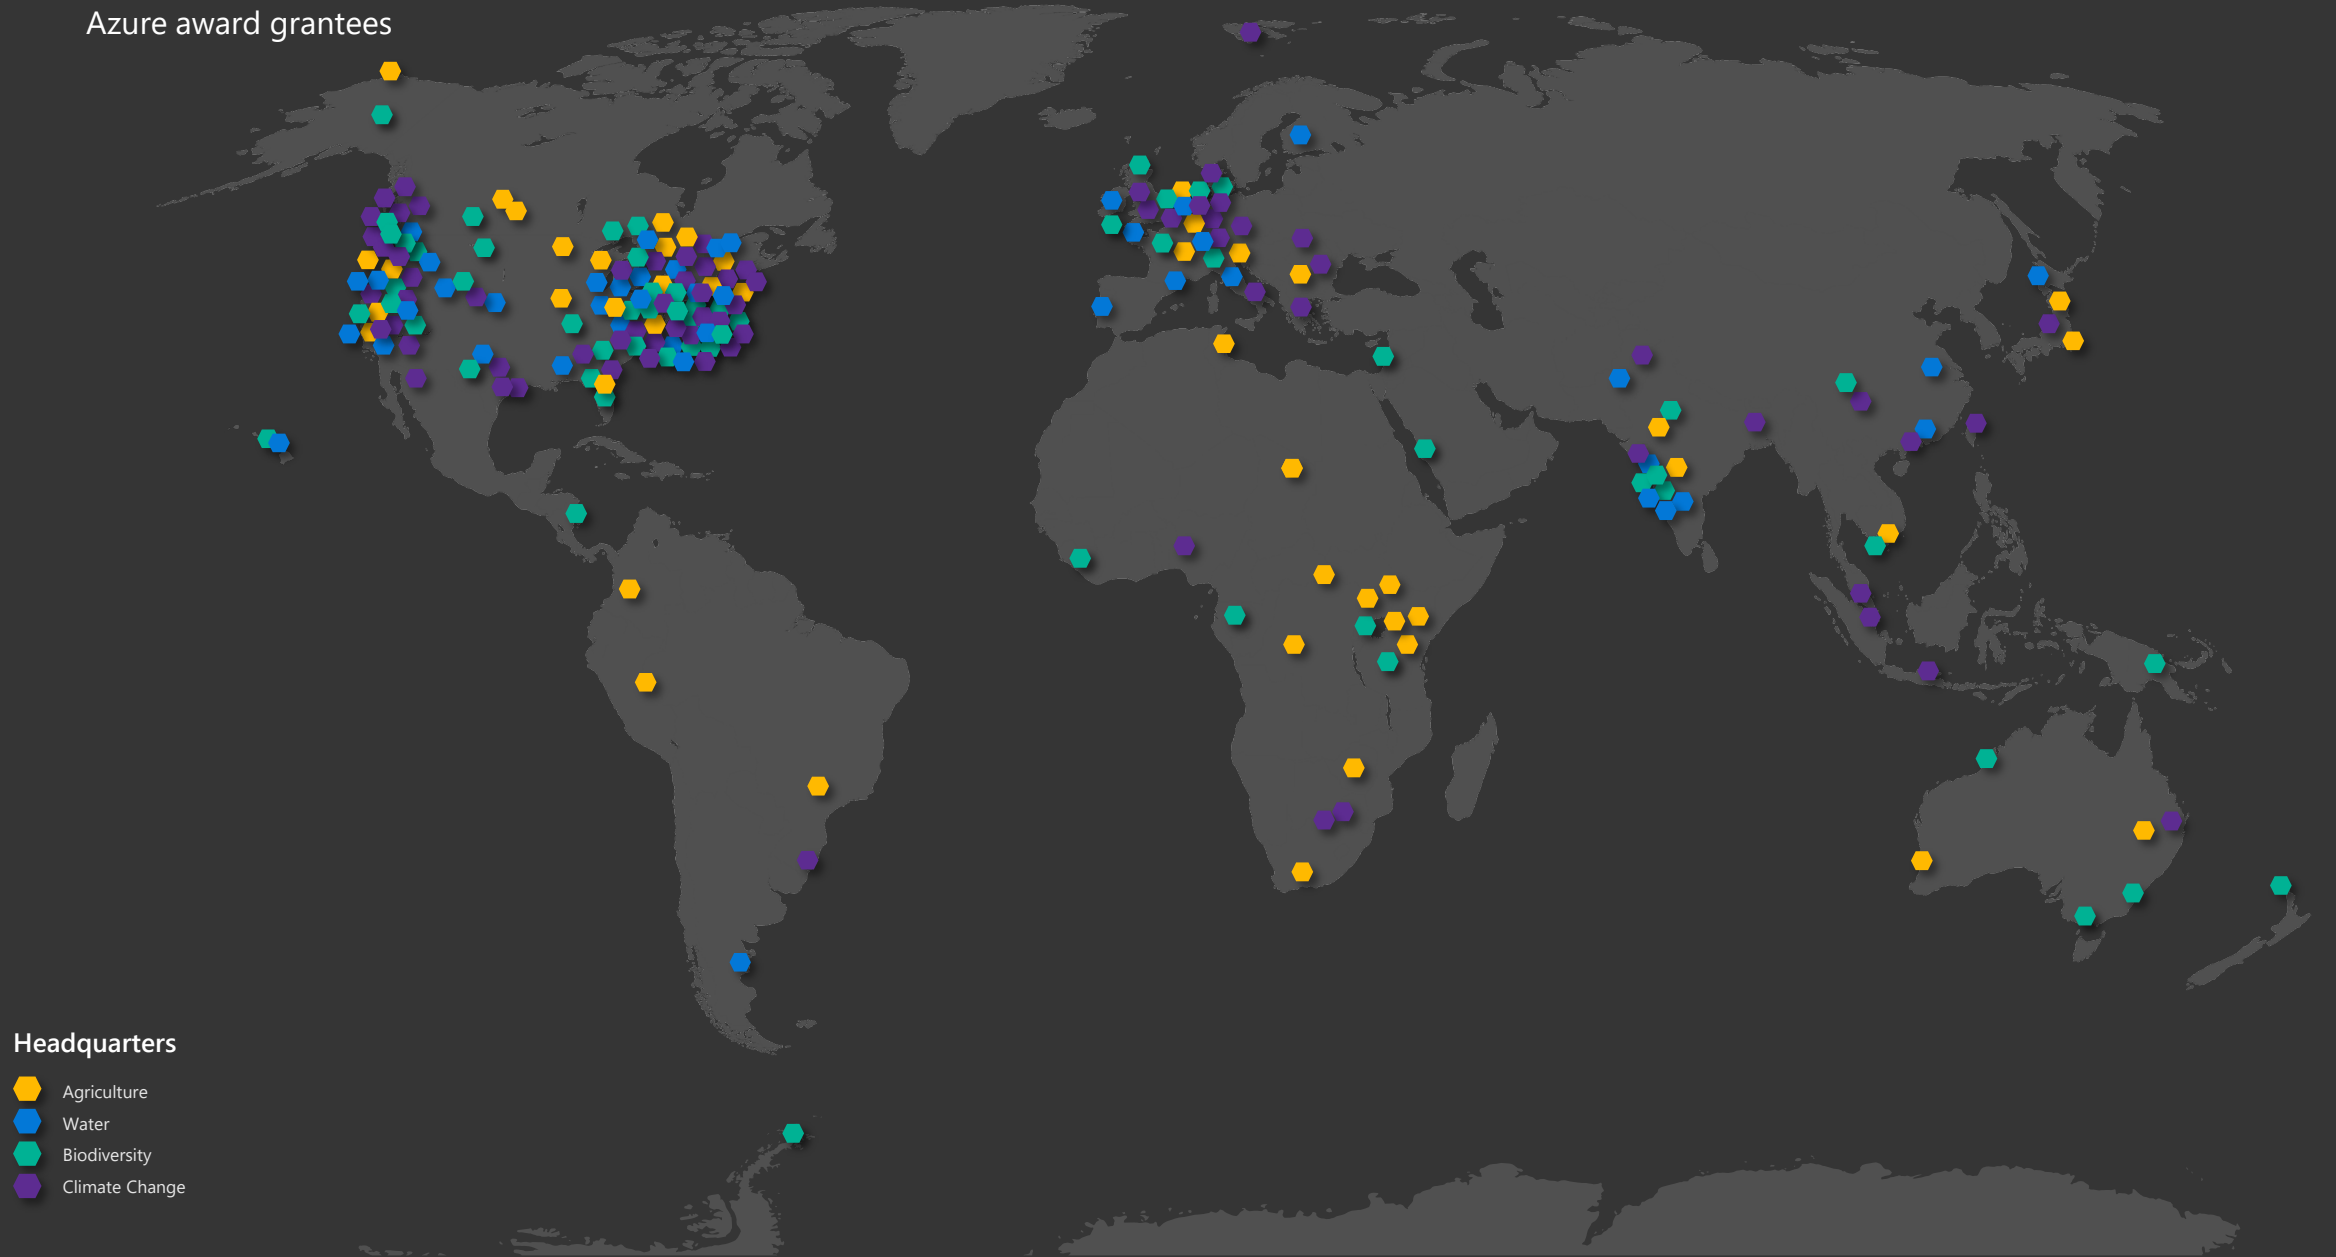 Azure award grantees
Headquarters
Agriculture
Water
Biodiversity
Climate Change